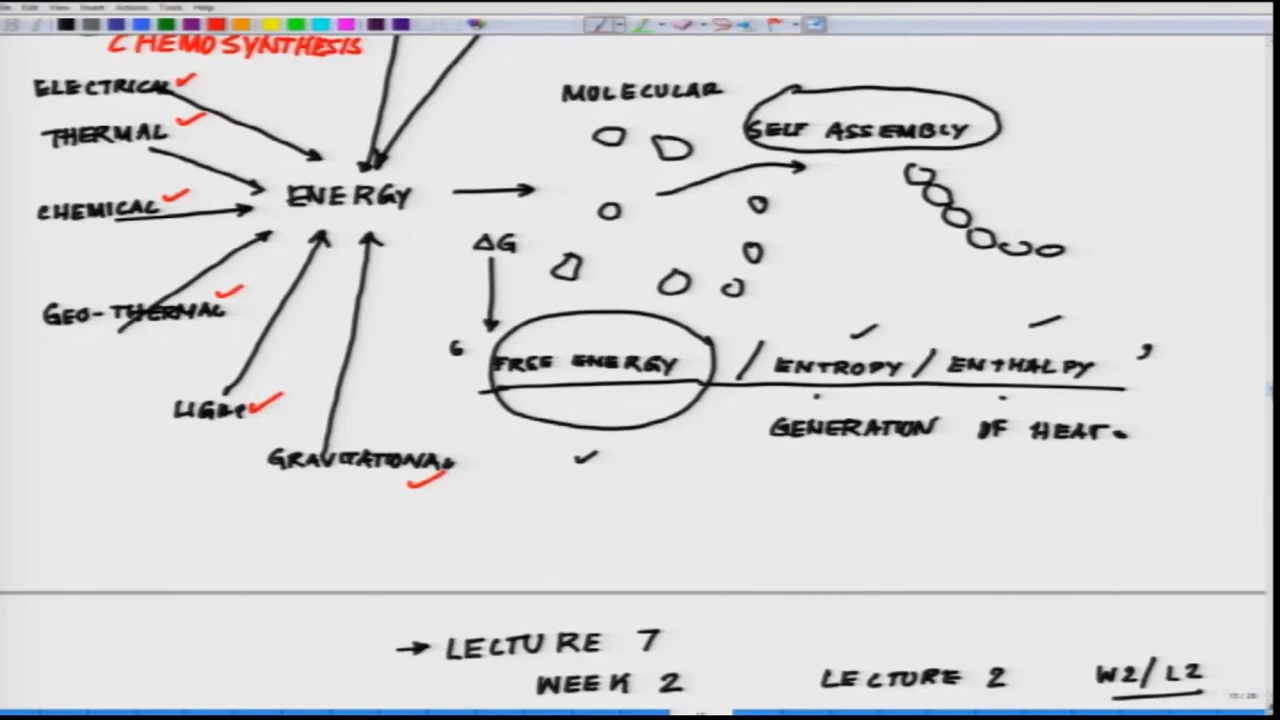 CHEMOSYNTHESIS
ELECTRICAL
THERMAL
CHEMICAL
GEO-THERMAL
LIGHT
GRAVITATIONAL
ENERGY
MOLECULAR
SELF ASSEMBLY
ΔG
“ FREE ENERGY / ENTROPY / ENTHALPY ”
GENERATION OF HEAT.
→ LECTURE 7
WEEK 2 LECTURE 2 W2/L2